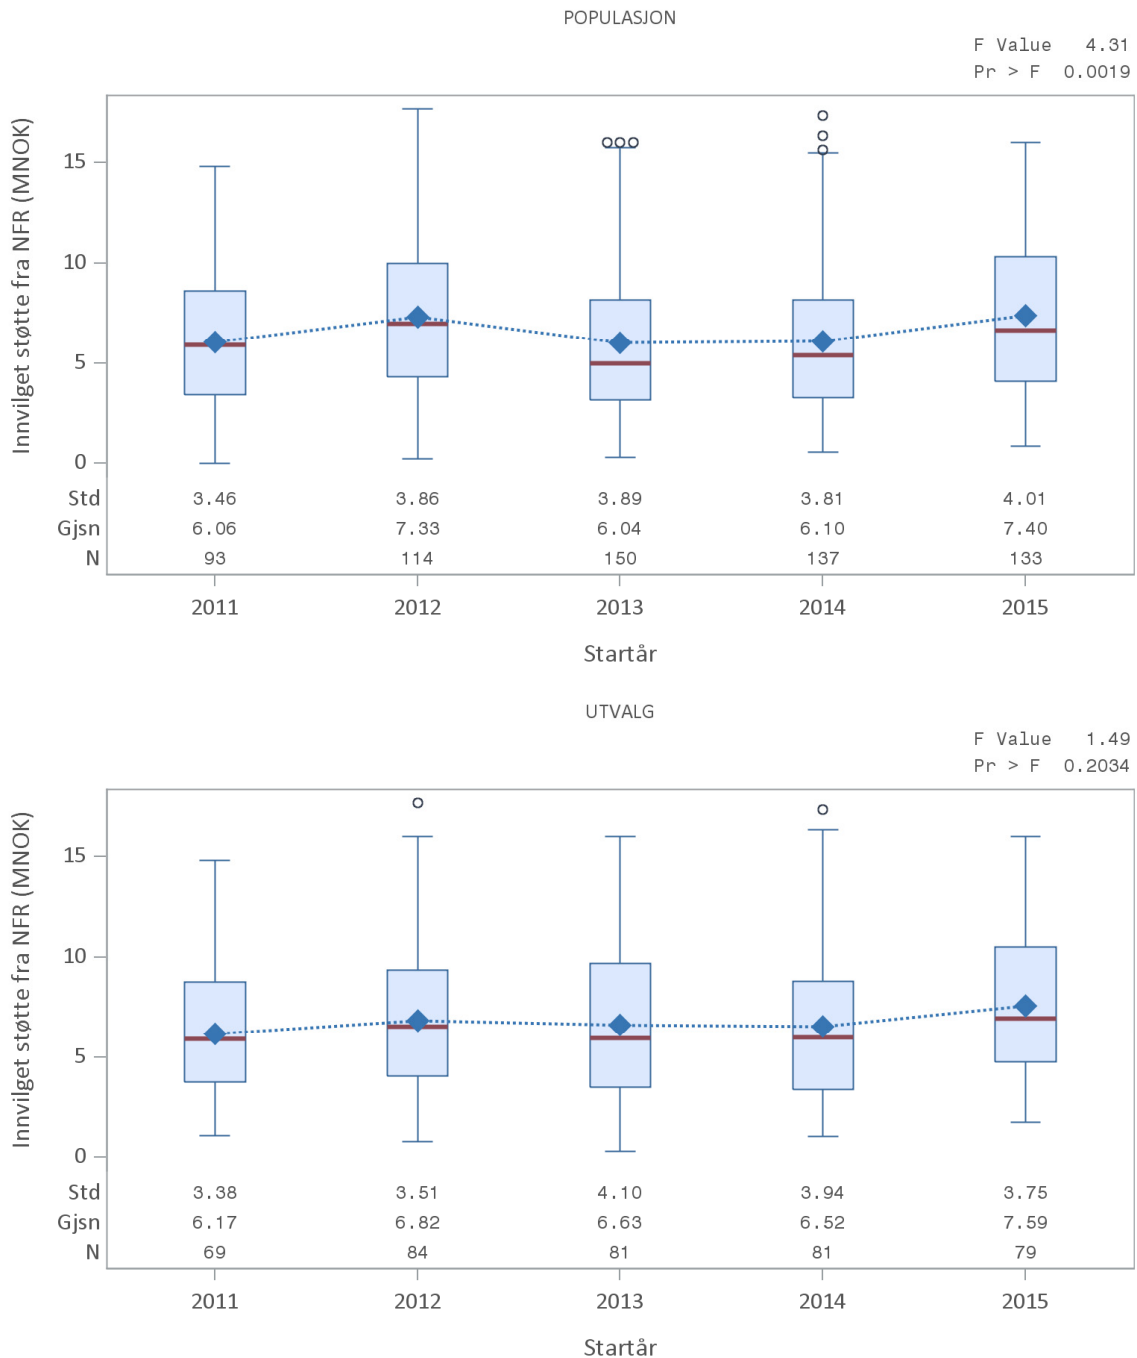 POPULASJON
F Value 4.31
Pr > F 0.0019
Innvilget støtte fra NFR (MNOK)
15
10
5
0
Std 3.46 3.86 3.89 3.81 4.01
Gjsn 6.06 7.33 6.04 6.10 7.40
N 93 114 150 137 133
2011 2012 2013 2014 2015
Startår
UTVALG
F Value 1.49
Pr > F 0.2034
Innvilget støtte fra NFR (MNOK)
15
10
5
0
Std 3.38 3.51 4.10 3.94 3.75
Gjsn 6.17 6.82 6.63 6.52 7.59
N 69 84 81 81 79
2011 2012 2013 2014 2015
Startår